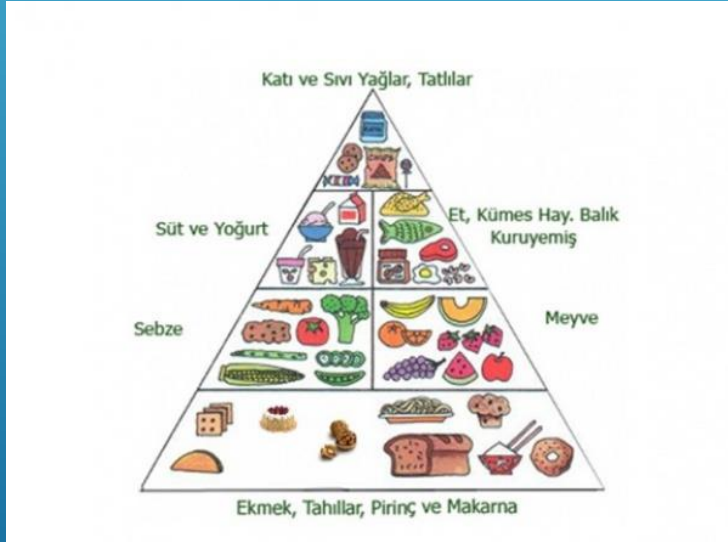 Katı ve Sıvı Yağlar, Tatlılar
CHIPS
Süt ve Yoğurt
Et, Kümes Hay. Balık
Kuruyemiş
Sebze
Meyve
Ekmek, Tahıllar, Pirinç ve Makarna